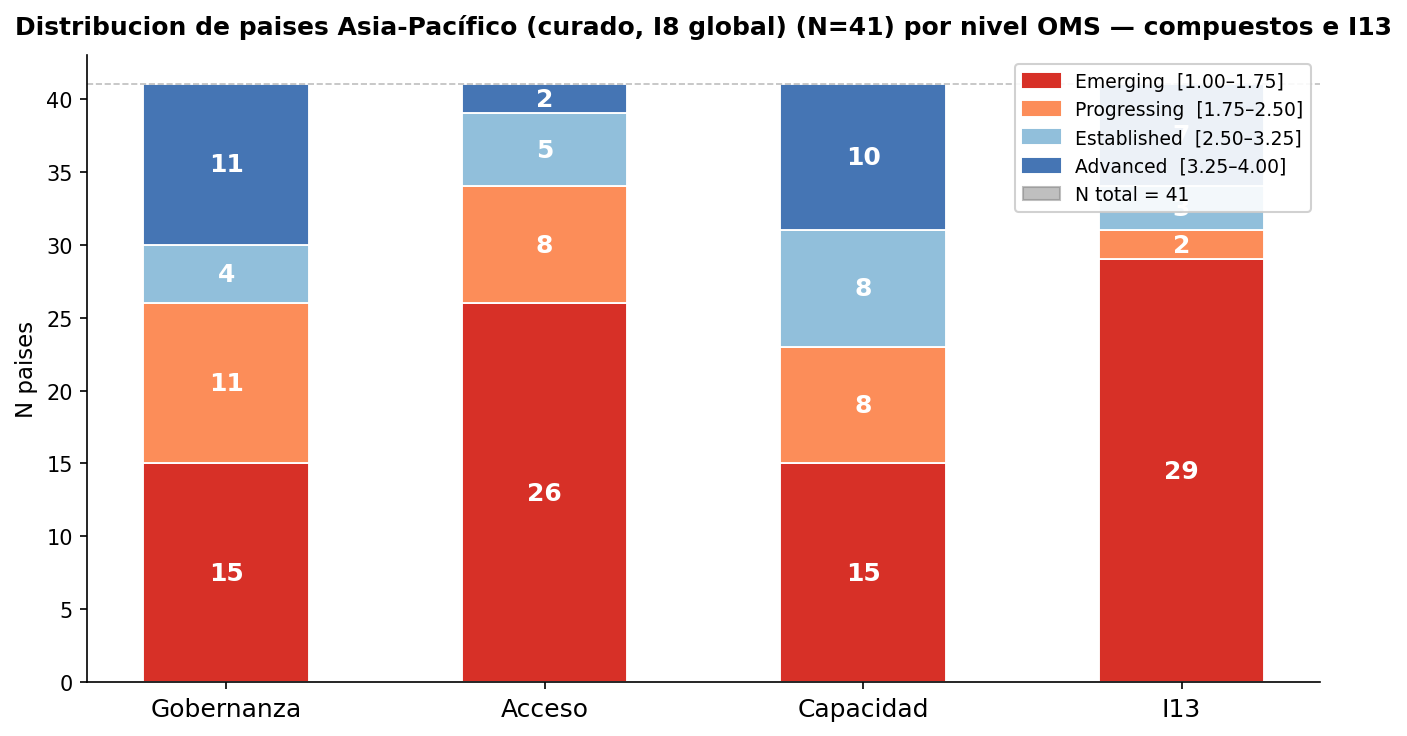 Distribucion de paises Asia-Pacífico (curado, I8 global) (N=41) por nivel OMS — compuestos e I13
Emerging [1.00–1.75]
Progressing [1.75–2.50]
Established [2.50–3.25]
Advanced [3.25–4.00]
N total = 41
N paises
40
35
30
25
20
15
10
5
0
11
4
11
15
2
5
8
26
10
8
8
15
2
29
Gobernanza
Acceso
Capacidad
I13